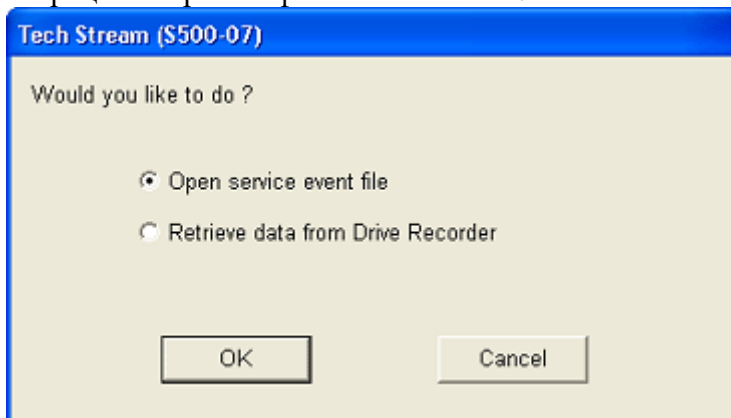 Tech Stream (S500-07)
Would you like to do ?
Open service event file
Retrieve data from Drive Recorder
OK Cancel